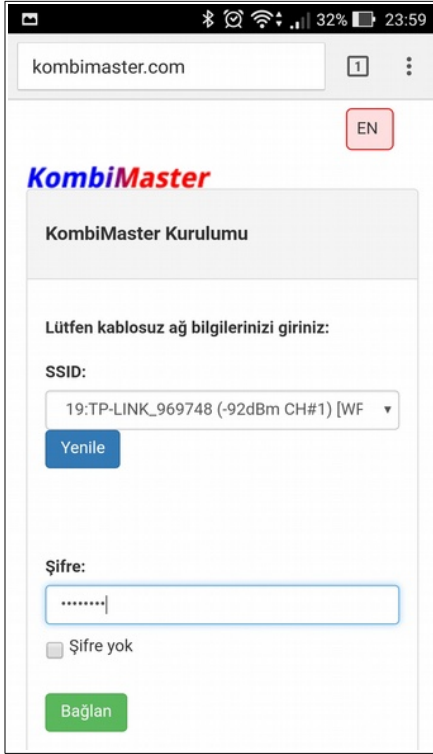 32% 23:59
kombimaster.com 1
EN
KombiMaster
KombiMaster Kurulumu
Lütfen kablosuz ağ bilgilerinizi giriniz:
SSID:
19:TP-LINK_969748 (-92dBm CH#1) [WF
Yenile
Şifre:
••••••••
Şifre yok
Bağlan